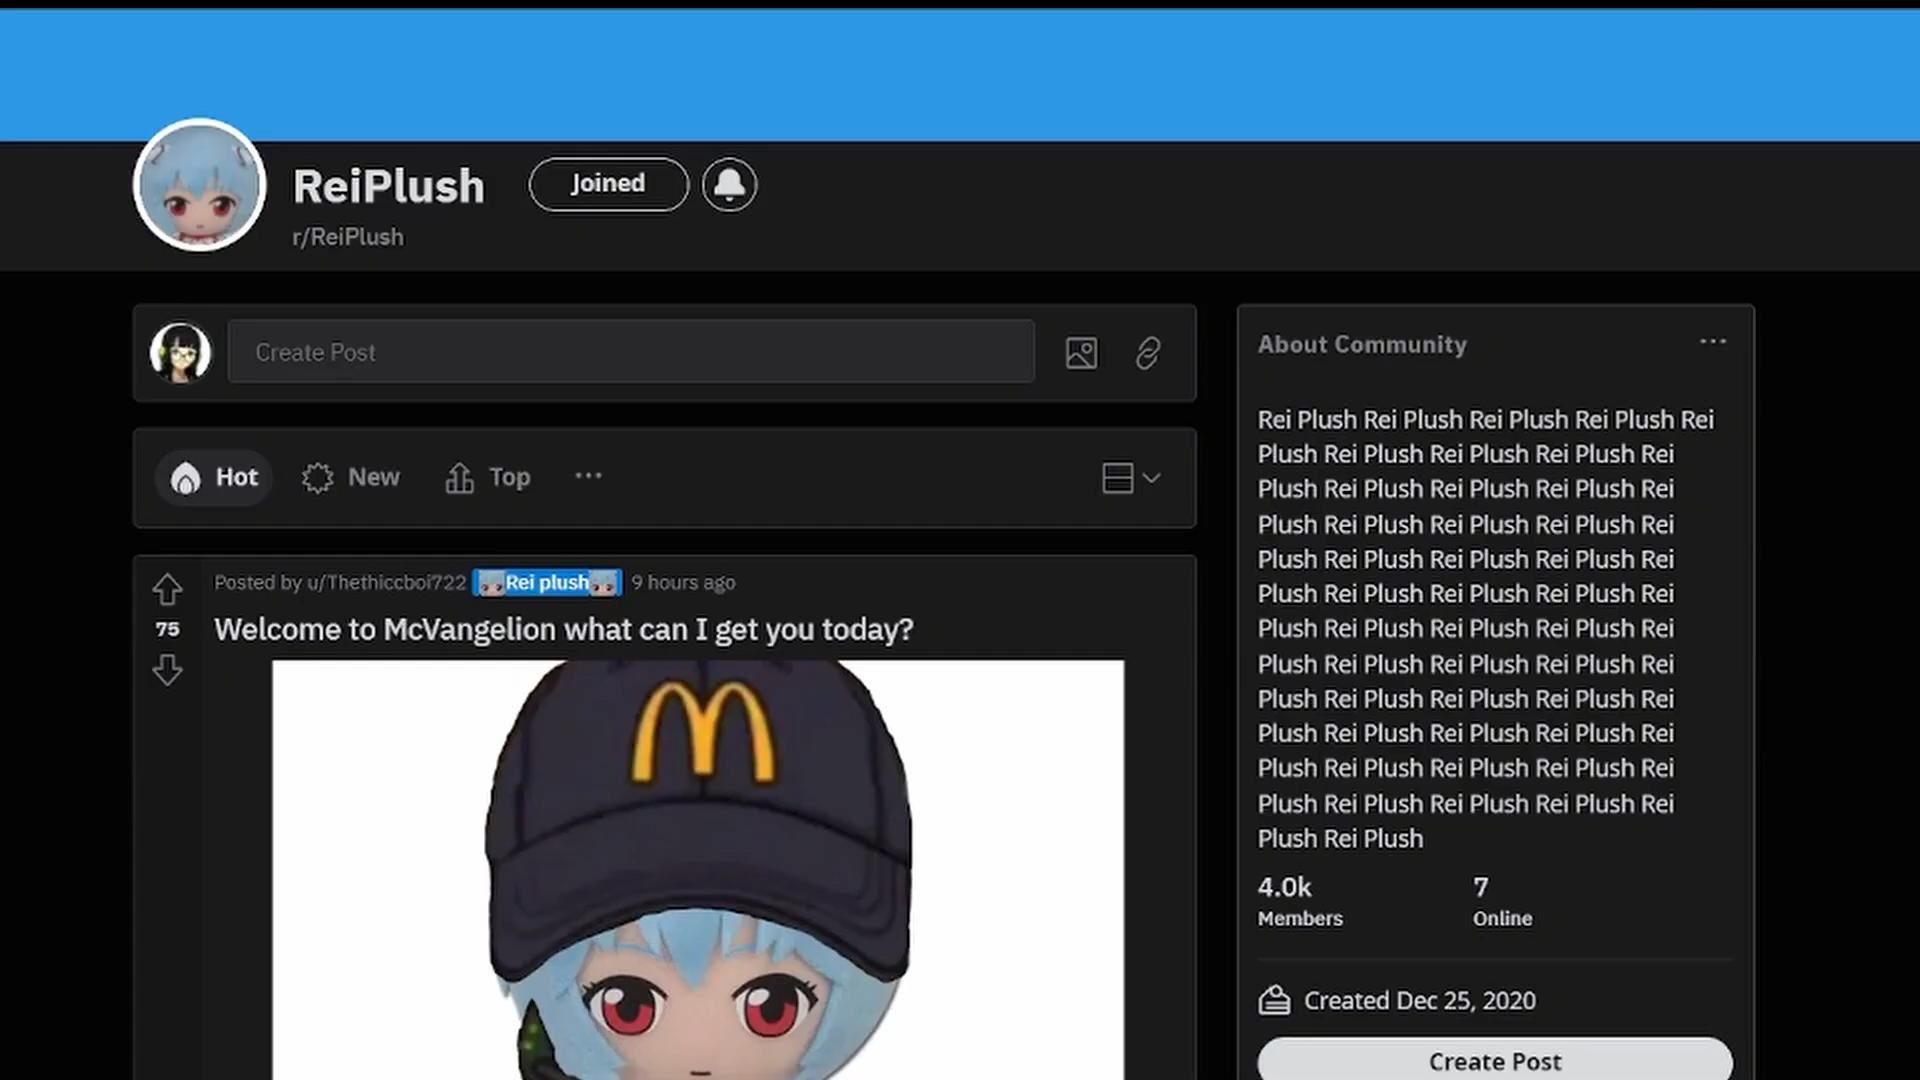 ReiPlush
Joined
r/ReiPlush
Create Post
Hot
New
Top
Posted by u/Thethiccboi722 Rei plush 9 hours ago
75
Welcome to McVangelion what can I get you today?
About Community
Rei Plush Rei Plush Rei Plush Rei Plush Rei
Plush Rei Plush Rei Plush Rei Plush Rei
Plush Rei Plush Rei Plush Rei Plush Rei
Plush Rei Plush Rei Plush Rei Plush Rei
Plush Rei Plush Rei Plush Rei Plush Rei
Plush Rei Plush Rei Plush Rei Plush Rei
Plush Rei Plush Rei Plush Rei Plush Rei
Plush Rei Plush Rei Plush Rei Plush Rei
Plush Rei Plush Rei Plush Rei Plush Rei
Plush Rei Plush Rei Plush Rei Plush Rei
Plush Rei Plush Rei Plush Rei Plush Rei
Plush Rei Plush Rei Plush Rei Plush Rei
Plush Rei Plush
4.0k
Members
7
Online
Created Dec 25, 2020
Create Post